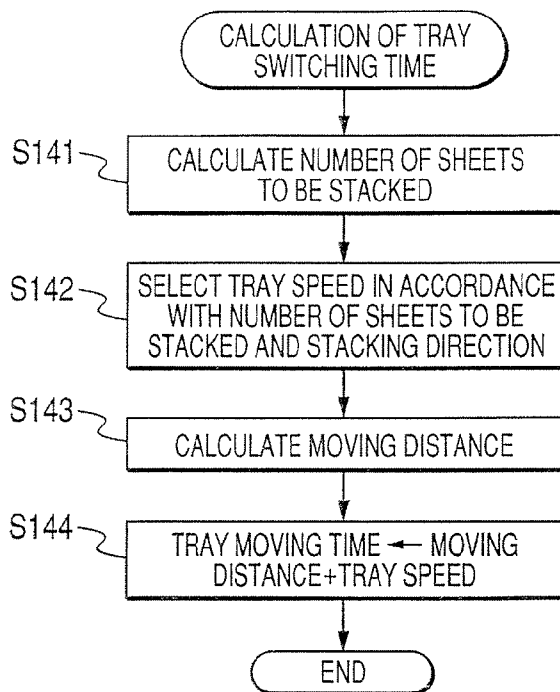 CALCULATION OF TRAY
SWITCHING TIME
S141
CALCULATE NUMBER OF SHEETS
TO BE STACKED
S142
SELECT TRAY SPEED IN ACCORDANCE
WITH NUMBER OF SHEETS TO BE
STACKED AND STACKING DIRECTION
S143
CALCULATE MOVING DISTANCE
S144
TRAY MOVING TIME ← MOVING
DISTANCE+TRAY SPEED
END